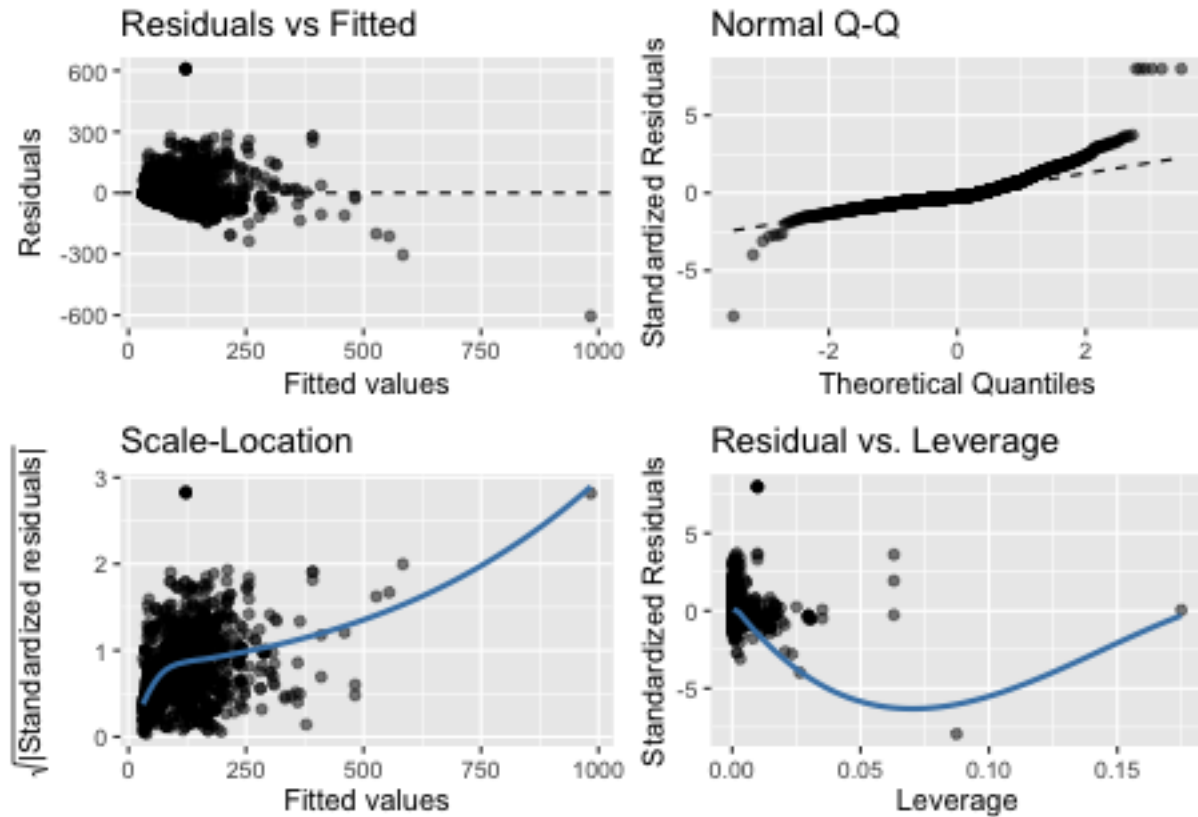 Residuals vs Fitted
Residuals
600
300
0
-300
-600
0 250 500 750 1000
Fitted values
Normal Q-Q
Standardized Residuals
5
0
-5
-2 0 2
Theoretical Quantiles
Scale-Location
√|Standardized residuals|
3
2
1
0
0 250 500 750 1000
Fitted values
Residual vs. Leverage
Standardized Residuals
5
0
-5
0.00 0.05 0.10 0.15
Leverage